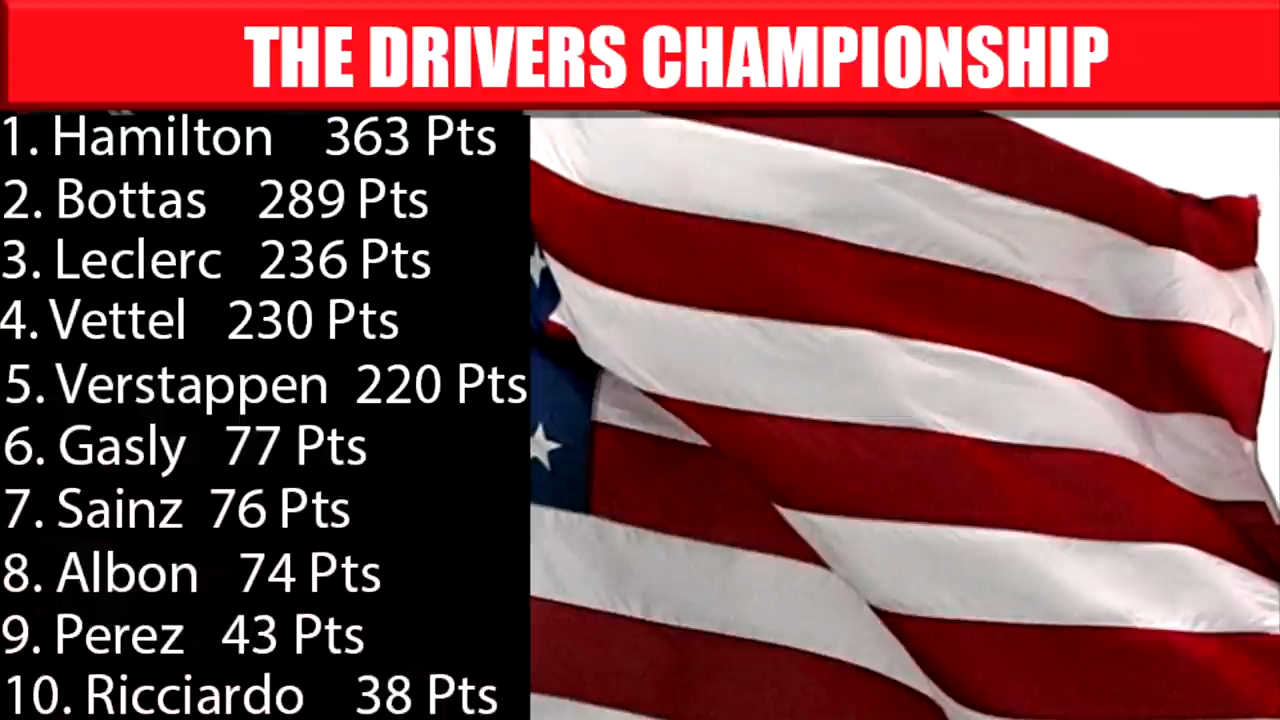 THE DRIVERS CHAMPIONSHIP
1. Hamilton 363 Pts
2. Bottas 289 Pts
3. Leclerc 236 Pts
4. Vettel 230 Pts
5. Verstappen 220 Pts
6. Gasly 77 Pts
7. Sainz 76 Pts
8. Albon 74 Pts
9. Perez 43 Pts
10. Ricciardo 38 Pts